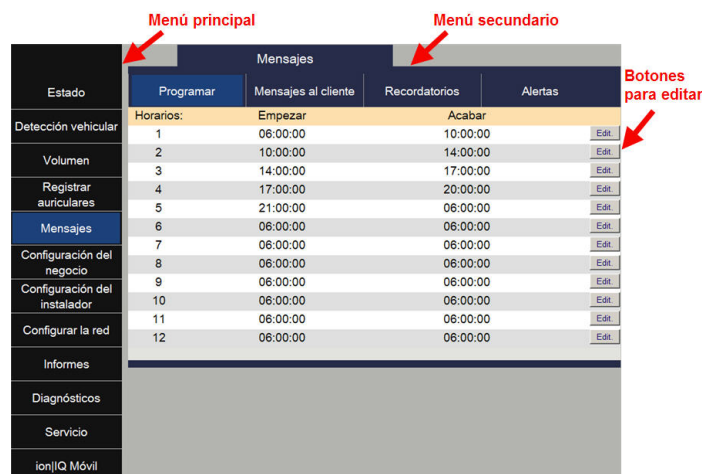 Menú principal
Menú secundario
Botones
para editar
Mensajes
Estado
Detección vehicular
Volumen
Registrar
auriculares
Mensajes
Configuración del
negocio
Configuración del
instalador
Configurar la red
Informes
Diagnósticos
Servicio
ion|IQ Móvil
Programar Mensajes al cliente Recordatorios Alertas
Horarios: Empezar Acabar
1 06:00:00 10:00:00 Edit.
2 10:00:00 14:00:00 Edit.
3 14:00:00 17:00:00 Edit.
4 17:00:00 20:00:00 Edit.
5 21:00:00 06:00:00 Edit.
6 06:00:00 06:00:00 Edit.
7 06:00:00 06:00:00 Edit.
8 06:00:00 06:00:00 Edit.
9 06:00:00 06:00:00 Edit.
10 06:00:00 06:00:00 Edit.
11 06:00:00 06:00:00 Edit.
12 06:00:00 06:00:00 Edit.